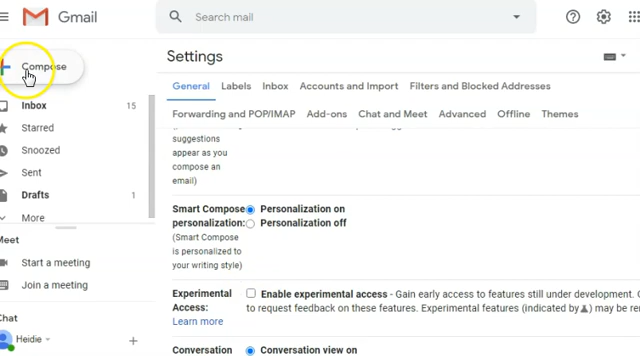 Gmail
Search mail
Compose
Settings
General Labels Inbox Accounts and Import Filters and Blocked Addresses
Forwarding and POP/IMAP Add-ons Chat and Meet Advanced Offline Themes
Inbox 15
Starred
Snoozed
Sent
Drafts 1
More
Meet
Start a meeting
Join a meeting
Chat
Heidie
suggestions
appear as you
compose an
email)
Smart Compose Personalization on
personalization: Personalization off
(Smart Compose
is personalized to
your writing style)
Experimental Enable experimental access - Gain early access to features still under development.
Access: to request feedback on these features. Experimental features (indicated by ) may be
Learn more
Conversation Conversation view on